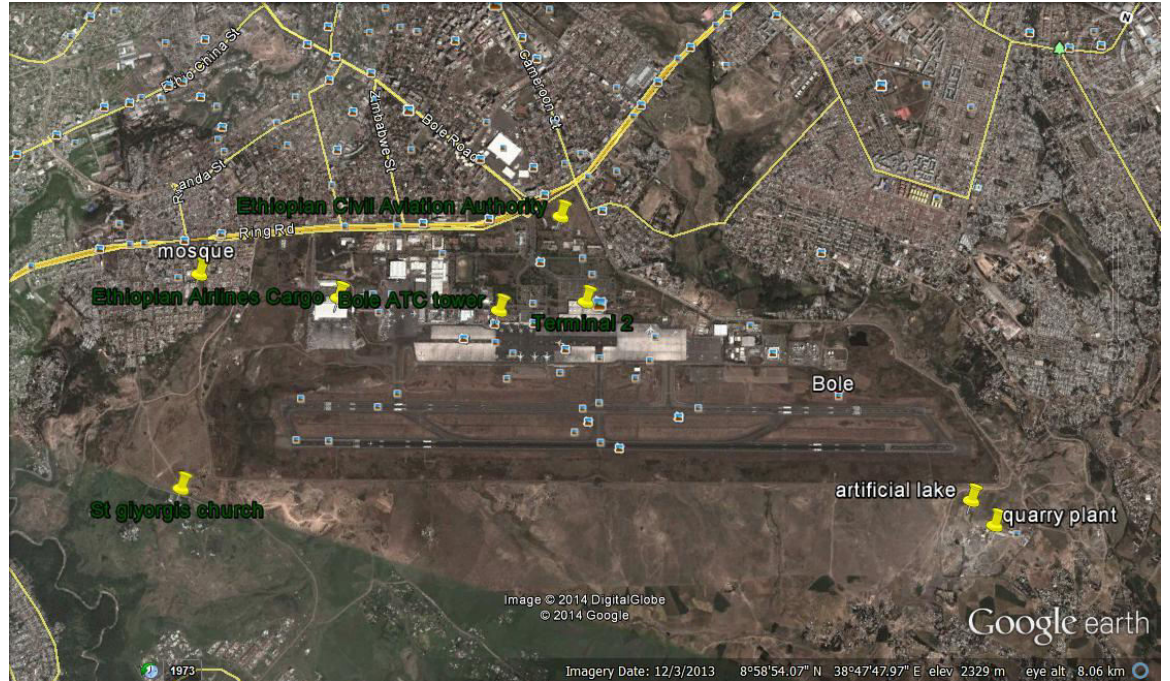 N
Ethio China St
Cameroon St
Zimbabwe St
Bole Road
Rwanda St
Ethiopian Civil Aviation Authority
Ring Rd
mosque
Ethiopian Airlines Cargo
Bole ATC tower
Terminal 2
Bole
artificial lake
St giyorgis church
quarry plant
Image © 2014 DigitalGlobe
© 2014 Google
Google earth
1973
Imagery Date: 12/3/2013 8°58'54.07" N 38°47'47.97" E elev 2329 m eye alt 8.06 km